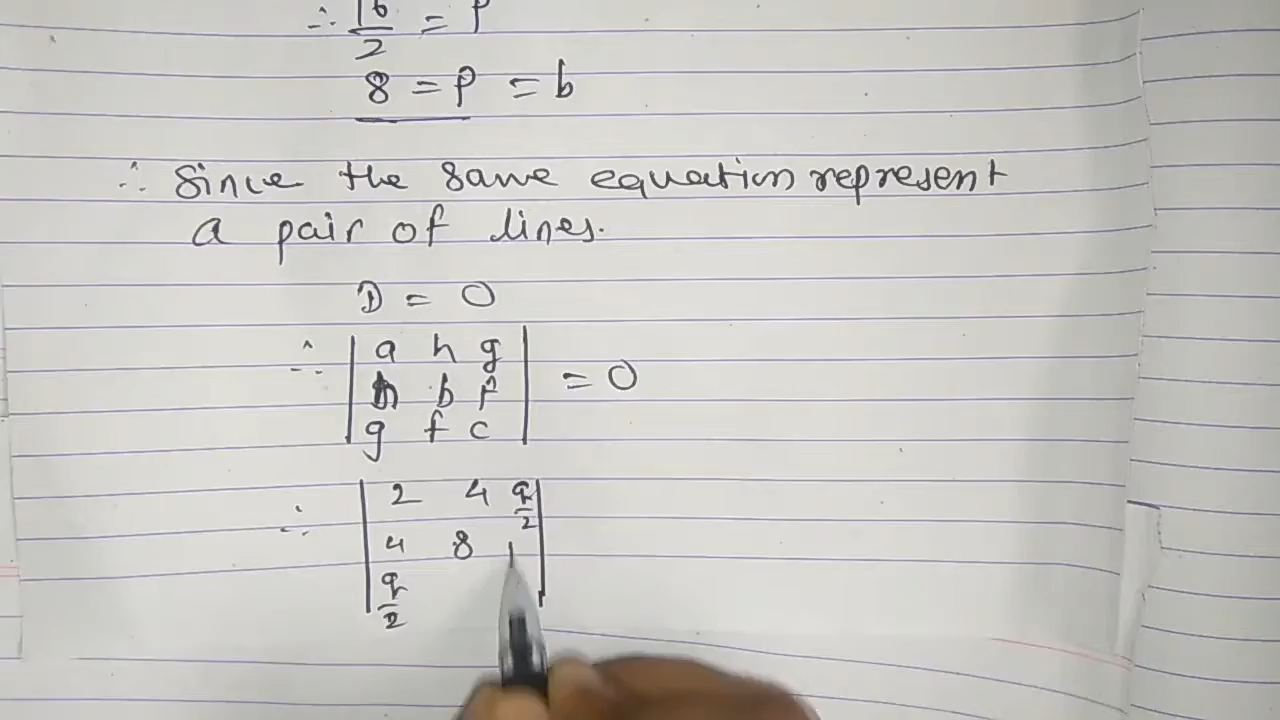 ∴ 16/2 = P
8 = P = b
∴ Since the same equation represent
a pair of lines.
D = 0
∴ | a h g |
| h b f | = 0
| g f c |
∴ | 2 4 q/2 |
| 4 8 1
| q/2